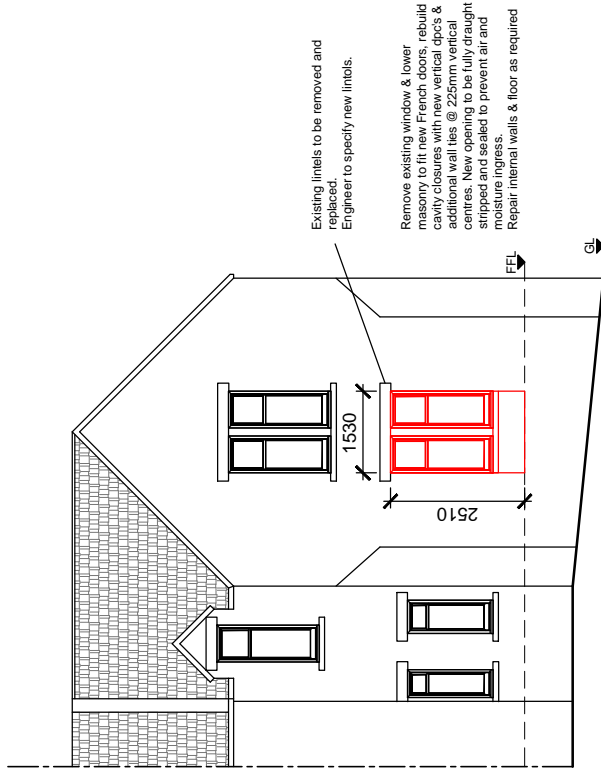 Existing lintels to be removed and
replaced.
Engineer to specify new lintols.
Remove existing window & lower
masonry to fit new French doors, rebuild
cavity closures with new vertical dpc's &
additional wall ties @ 225mm vertical
centres. New opening to be fully draught
stripped and sealed to prevent air and
moisture ingress.
Repair internal walls & floor as required
1530
2510
FFL
GL